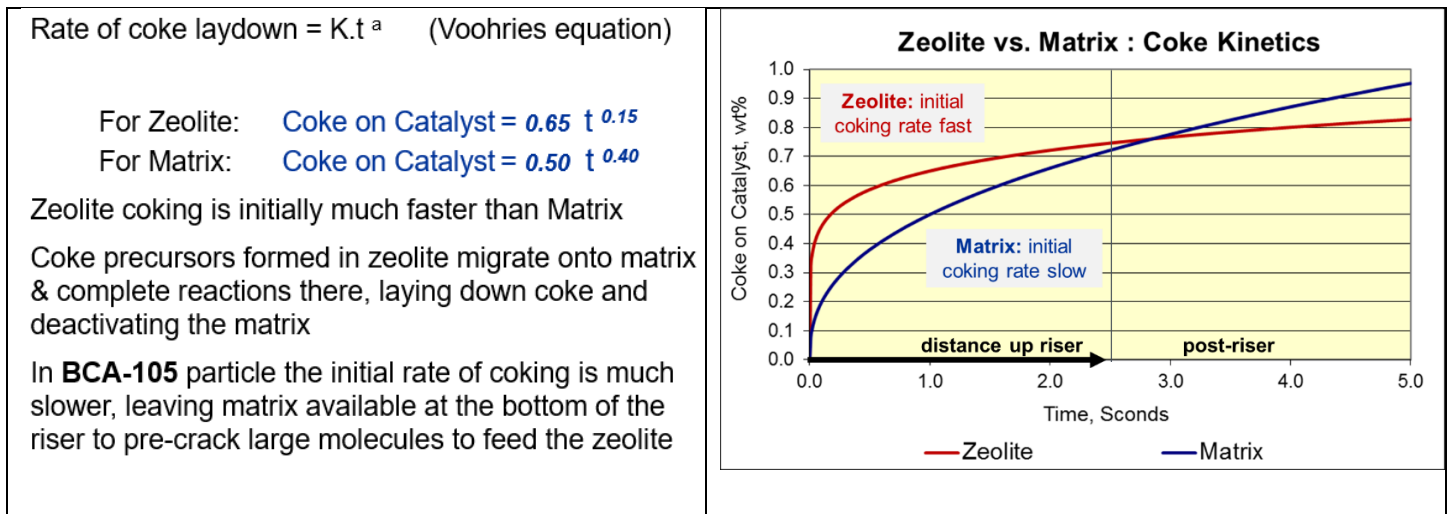 Rate of coke laydown = K.t ᵃ (Voohries equation)
For Zeolite: Coke on Catalyst = 0.65 t ⁰·¹⁵
For Matrix: Coke on Catalyst = 0.50 t ⁰·⁴⁰
Zeolite coking is initially much faster than Matrix
Coke precursors formed in zeolite migrate onto matrix
& complete reactions there, laying down coke and
deactivating the matrix
In BCA-105 particle the initial rate of coking is much
slower, leaving matrix available at the bottom of the
riser to pre-crack large molecules to feed the zeolite
Zeolite vs. Matrix : Coke Kinetics
Coke on Catalyst, wt%
1.0
0.9
0.8
0.7
0.6
0.5
0.4
0.3
0.2
0.1
0.0
Zeolite: initial
coking rate fast
Matrix: initial
coking rate slow
distance up riser
post-riser
0.0 1.0 2.0 3.0 4.0 5.0
Time, Sconds
Zeolite Matrix